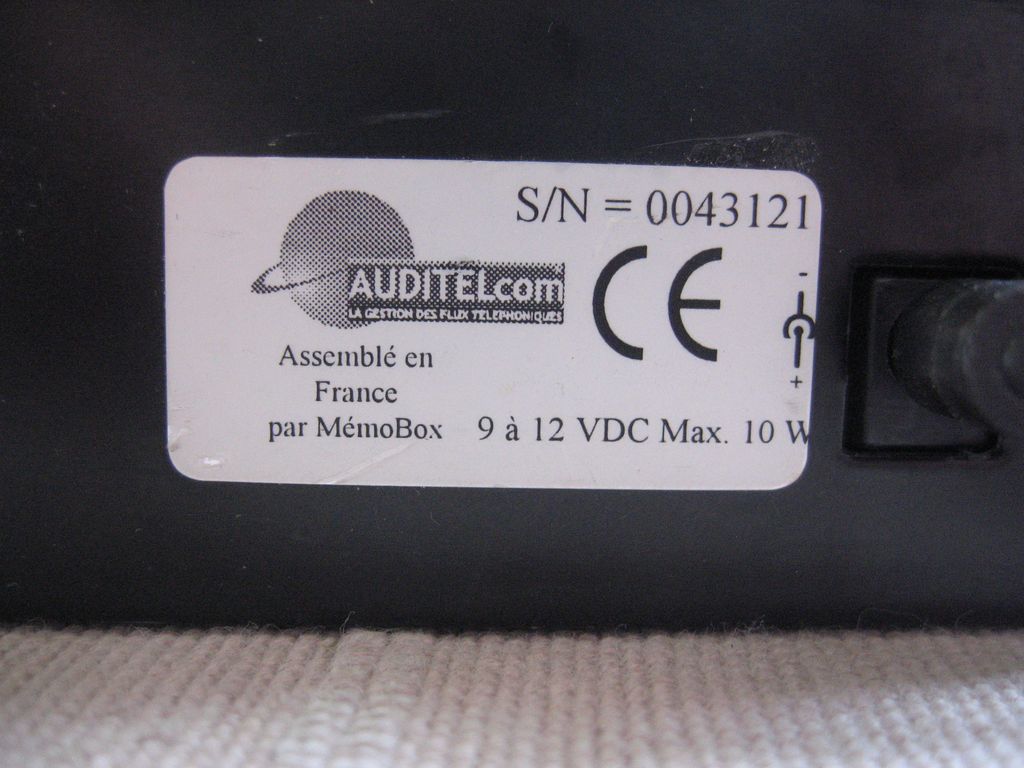 S/N = 0043121
AUDITELcom
LA GESTION DES FLUX TELEPHONIQUES
CE
-
+
Assemblé en
France
par MémoBox
9 à 12 VDC Max. 10 W